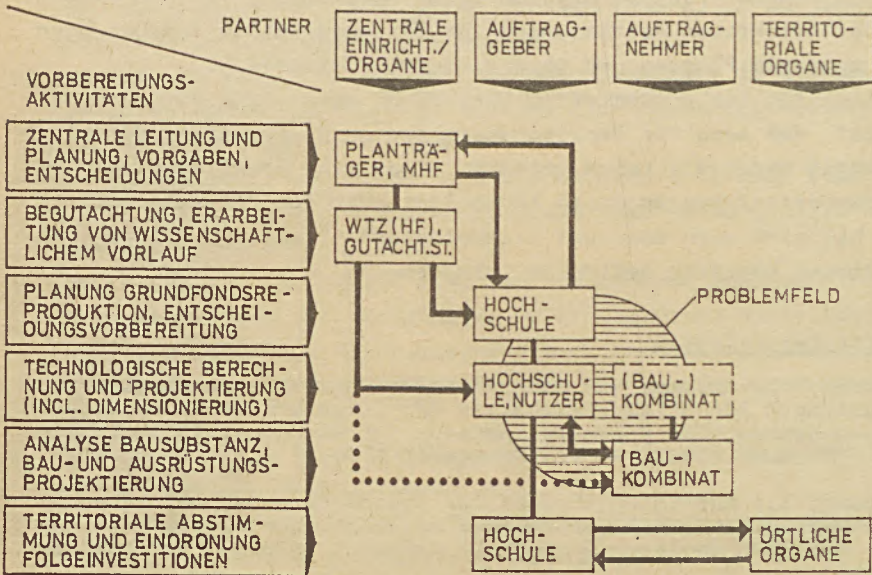 PARTNER
ZENTRALE
EINRICHT./
ORGANE
AUFTRAG-
GEBER
AUFTRAG-
NEHMER
TERRITO-
RIALE
ORGANE
VORBEREITUNGS-
AKTIVITÄTEN
ZENTRALE LEITUNG UND
PLANUNG, VORGABEN,
ENTSCHEIDUNGEN
PLANTRÄ-
GER, MHF
BEGUTACHTUNG, ERARBEI-
TUNG VON WISSENSCHAFT-
LICHEM VORLAUF
WTZ(HF),
GUTACHT.ST.
PLANUNG GRUNDFONDSRE-
PRODUKTION, ENTSCHEI-
DUNGSVORBEREITUNG
HOCH-
SCHULE
PROBLEMFELD
TECHNOLOGISCHE BERECH-
NUNG UND PROJEKTIERUNG
(INCL. DIMENSIONIERUNG)
HOCHSCHU-
LE, NUTZER
(BAU-)
KOMBINAT
ANALYSE BAUSUBSTANZ,
BAU-UND AUSRÜSTUNGS-
PROJEKTIERUNG
(BAU-)
KOMBINAT
TERRITORIALE ABSTIM-
MUNG UND EINORDNUNG
FOLGEINVESTITIONEN
HOCH-
SCHULE
ÖRTLICHE
ORGANE